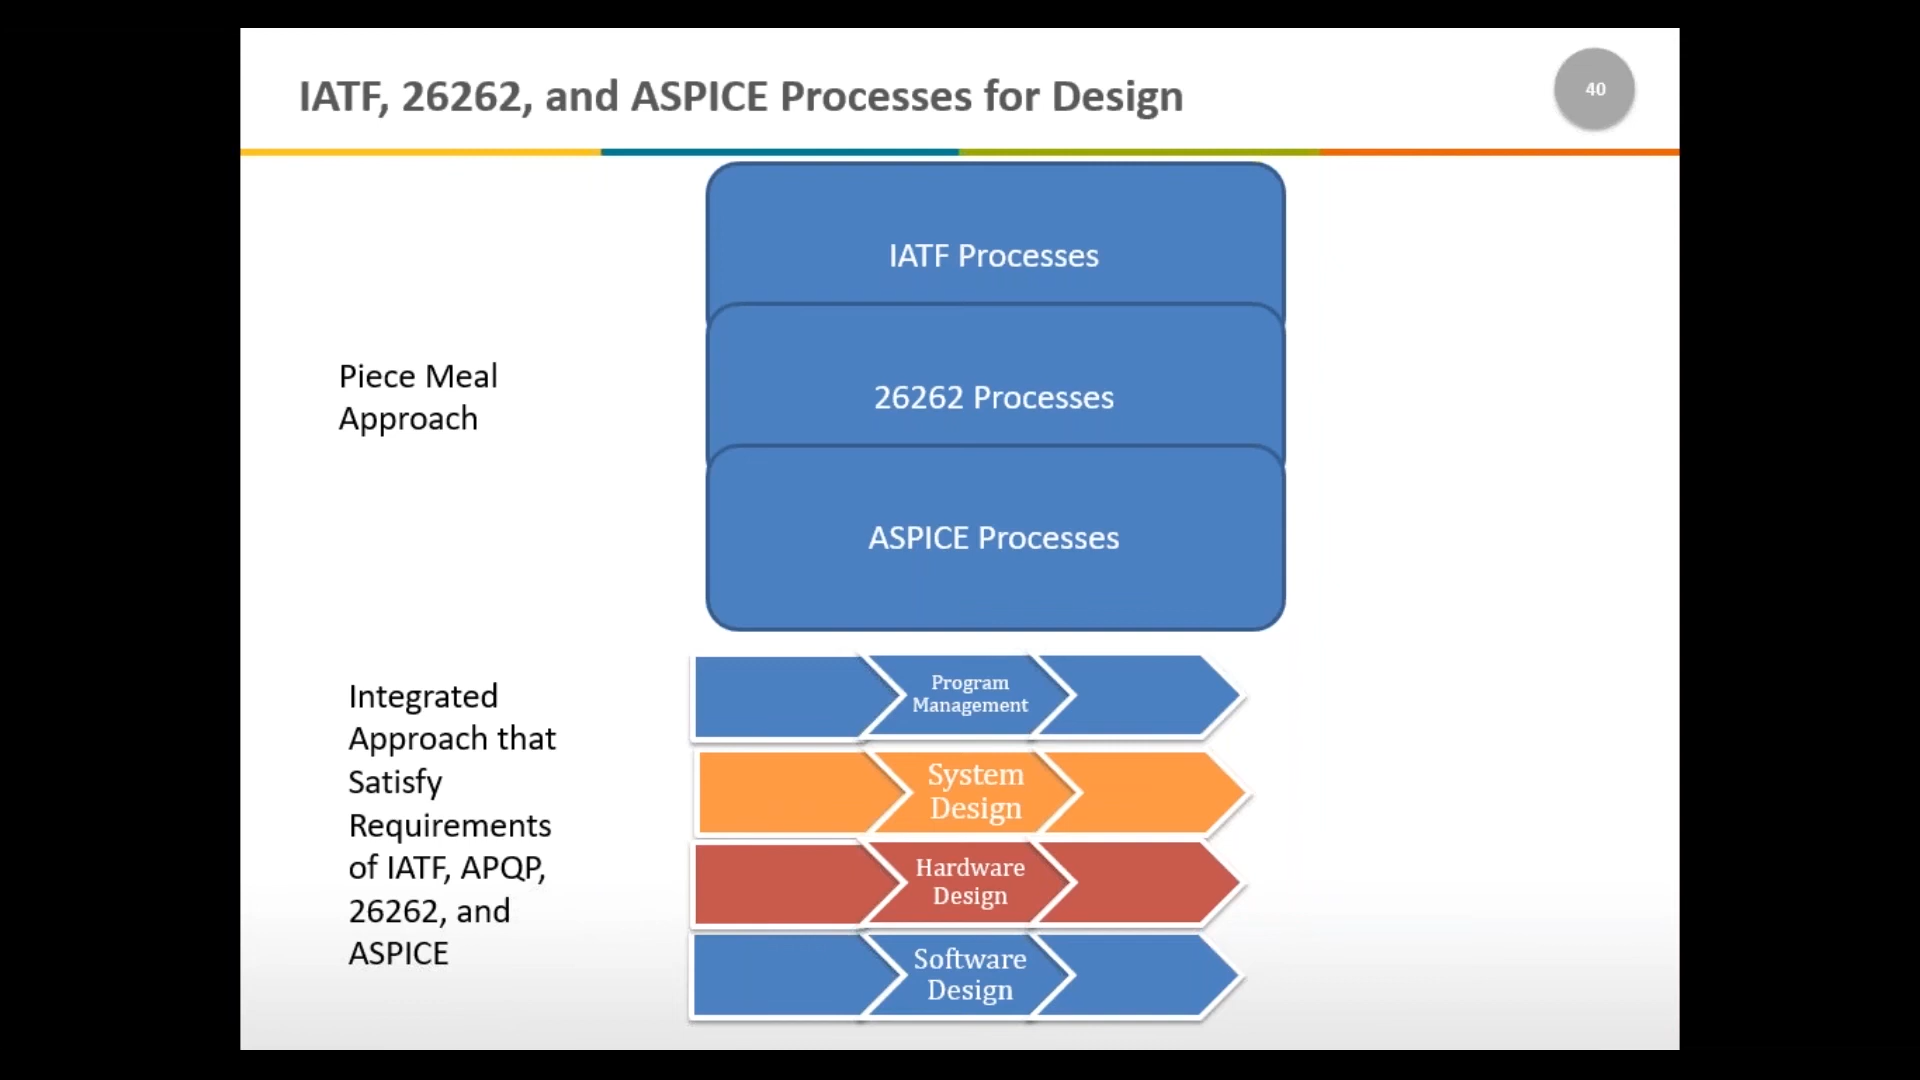 IATF, 26262, and ASPICE Processes for Design
40
IATF Processes
26262 Processes
ASPICE Processes
Piece Meal
Approach
Integrated
Approach that
Satisfy
Requirements
of IATF, APQP,
26262, and
ASPICE
Program
Management
System
Design
Hardware
Design
Software
Design